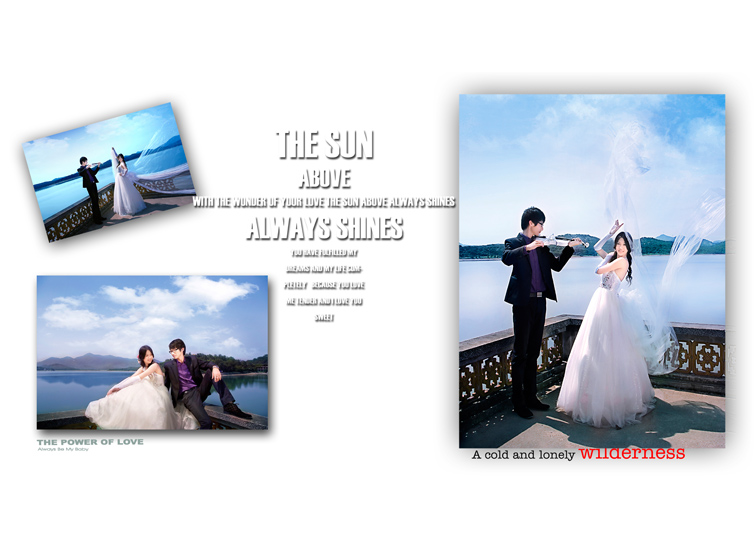 THE SUN
ABOVE
WITH THE WONDER OF YOUR LOVE THE SUN ABOVE ALWAYS SHINES
ALWAYS SHINES
YOU HAVE FULFILLED MY
DREAMS AND MY LIFE COM-
PLETELY BECAUSE YOU LOVE
ME TENDER AND I LOVE YOU
SWEET
THE POWER OF LOVE
Always Be My Baby
A cold and lonely wilderness